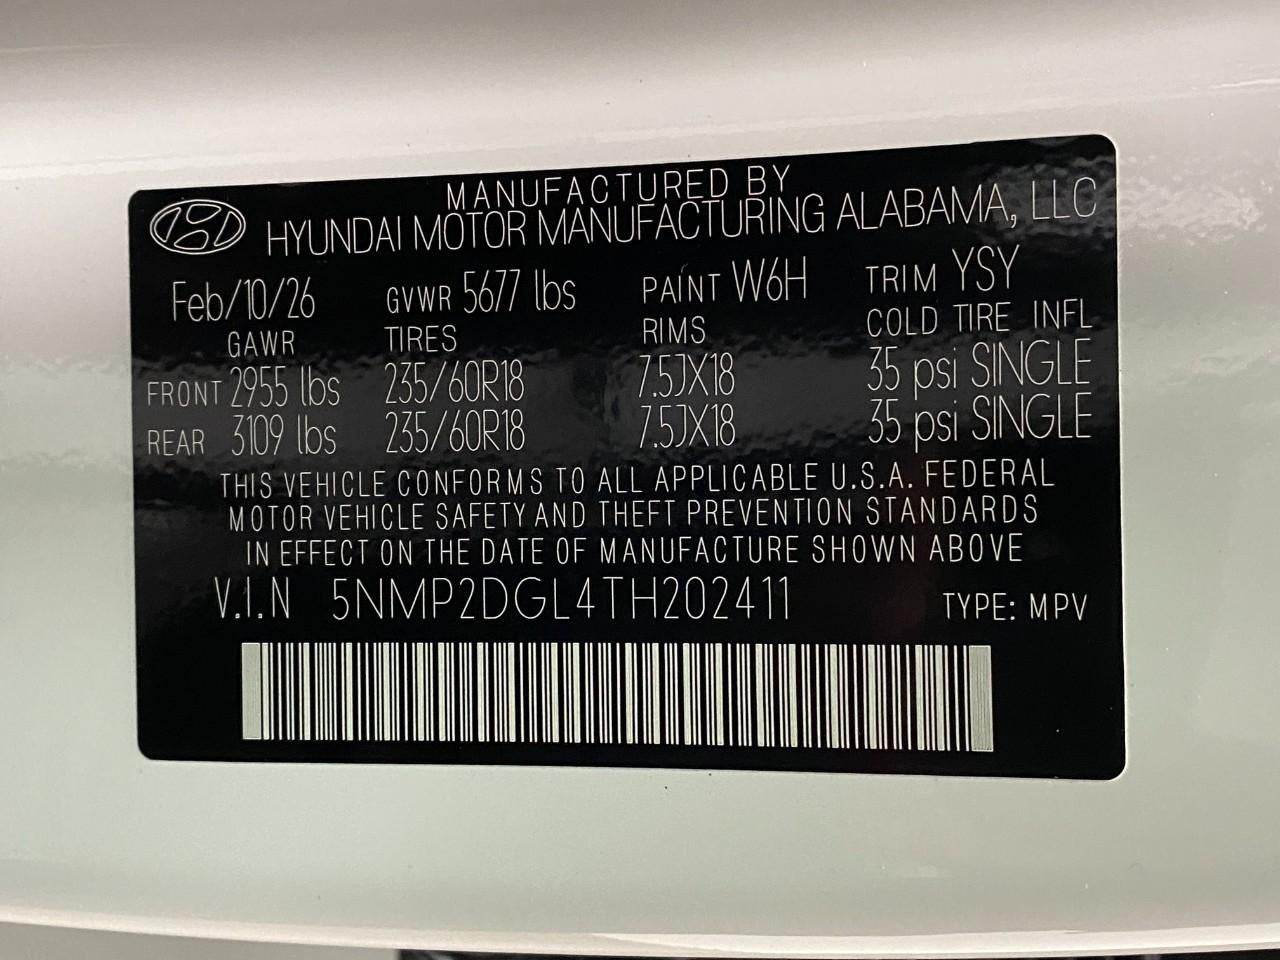 MANUFACTURED BY
HYUNDAI MOTOR MANUFACTURING ALABAMA, LLC
Feb/10/26 GVWR 5677 lbs PAINT W6H TRIM YSY
GAWR TIRES RIMS COLD TIRE INFL
FRONT 2955 lbs 235/60R18 7.5JX18 35 psi SINGLE
REAR 3109 lbs 235/60R18 7.5JX18 35 psi SINGLE
THIS VEHICLE CONFORMS TO ALL APPLICABLE U.S.A. FEDERAL
MOTOR VEHICLE SAFETY AND THEFT PREVENTION STANDARDS
IN EFFECT ON THE DATE OF MANUFACTURE SHOWN ABOVE
V.I.N 5NMP2DGL4TH202411 TYPE: MPV